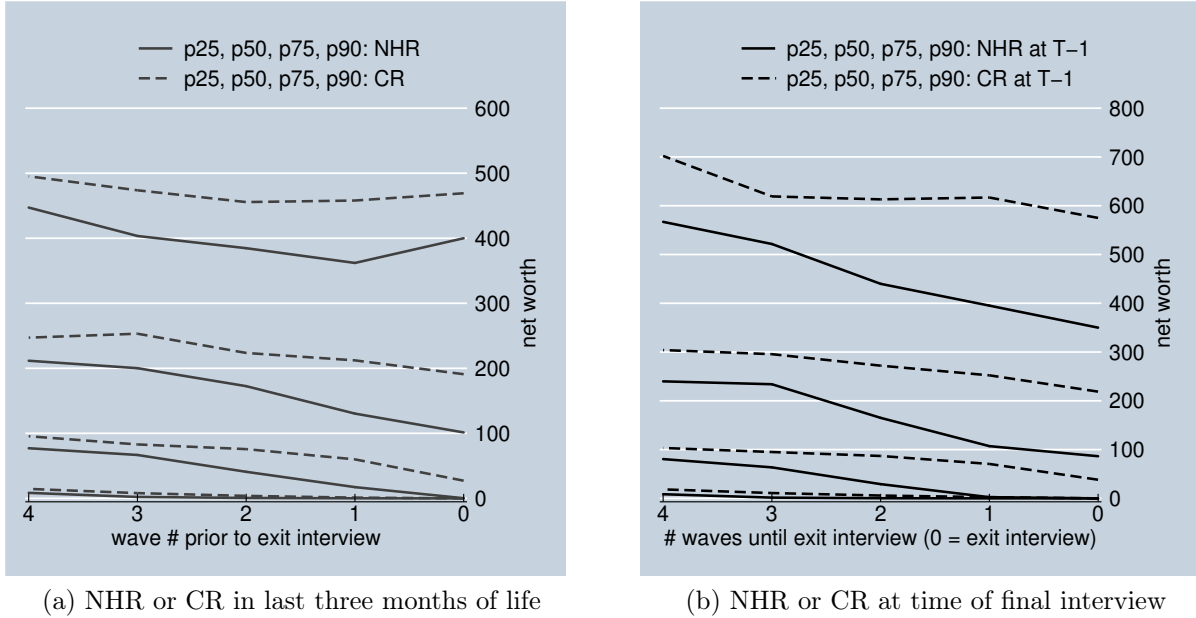 p25, p50, p75, p90: NHR
p25, p50, p75, p90: CR
600
500
400
300
200
100
0
net worth
4 3 2 1 0
wave # prior to exit interview
(a) NHR or CR in last three months of life
p25, p50, p75, p90: NHR at T−1
p25, p50, p75, p90: CR at T−1
800
700
600
500
400
300
200
100
0
net worth
4 3 2 1 0
# waves until exit interview (0 = exit interview)
(b) NHR or CR at time of final interview